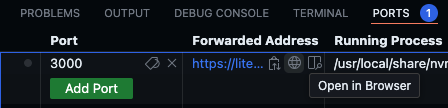 PROBLEMS OUTPUT DEBUG CONSOLE TERMINAL PORTS 1
Port Forwarded Address Running Process
3000 https://lite... /usr/local/share/nvr
Add Port Open in Browser